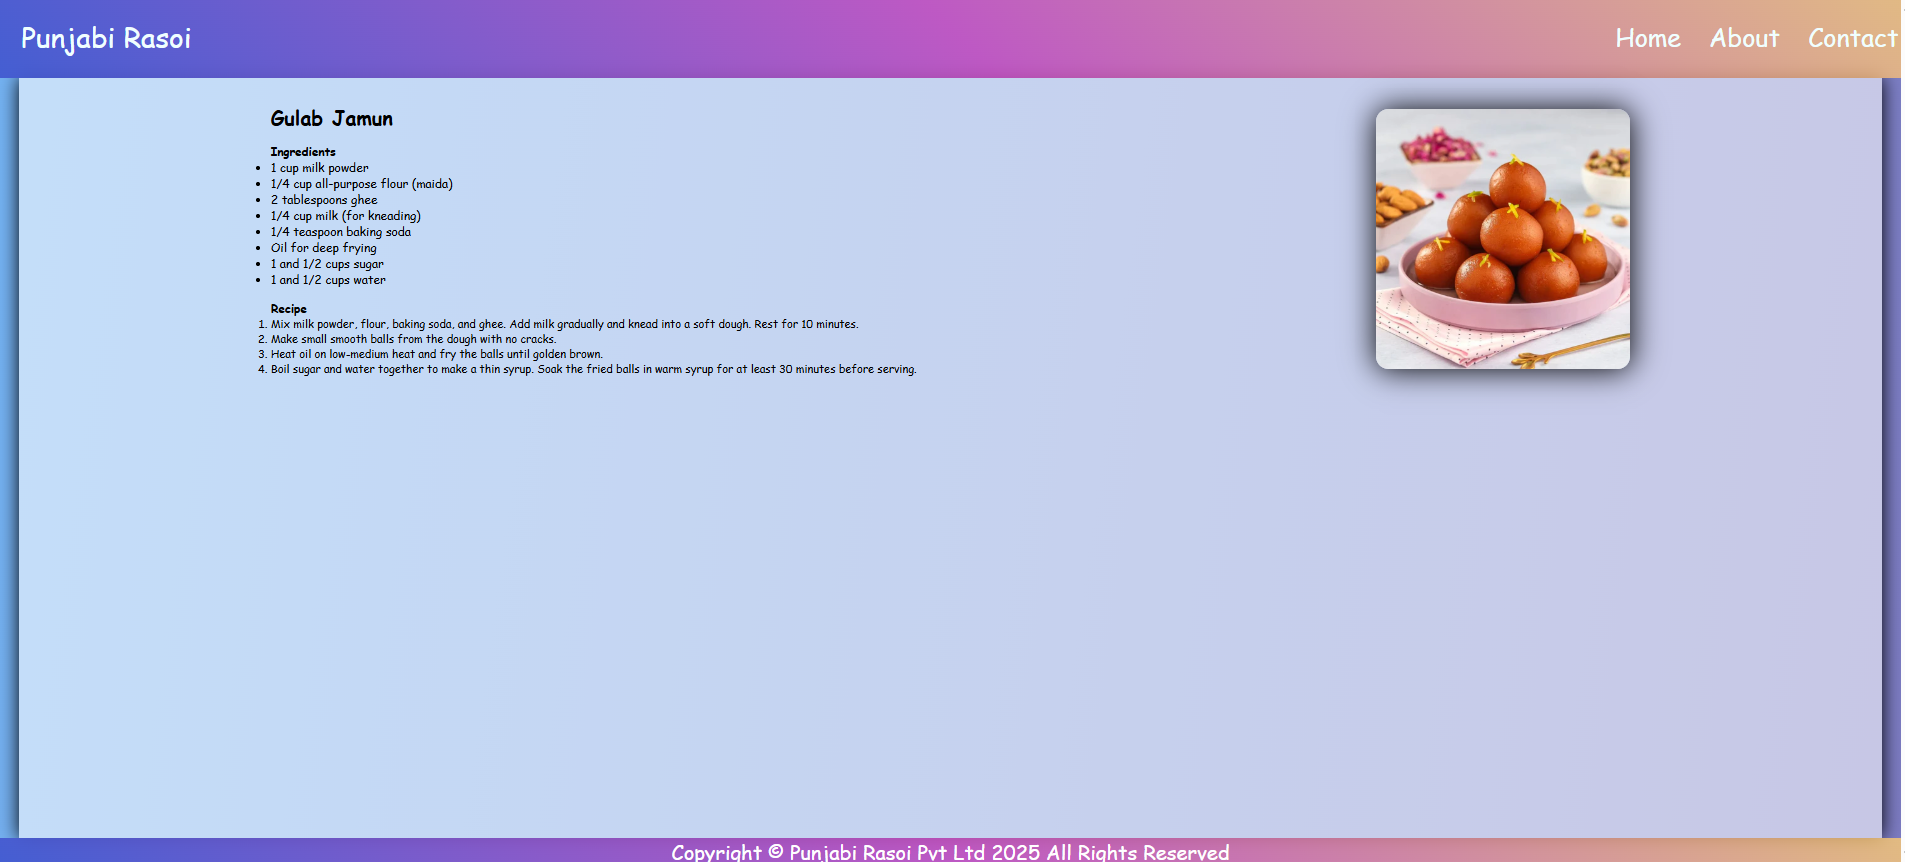 Punjabi Rasoi
Home About Contact
Gulab Jamun
Ingredients
• 1 cup milk powder
• 1/4 cup all-purpose flour (maida)
• 2 tablespoons ghee
• 1/4 cup milk (for kneading)
• 1/4 teaspoon baking soda
• Oil for deep frying
• 1 and 1/2 cups sugar
• 1 and 1/2 cups water
Recipe
1. Mix milk powder, flour, baking soda, and ghee. Add milk gradually and knead into a soft dough. Rest for 10 minutes.
2. Make small smooth balls from the dough with no cracks.
3. Heat oil on low-medium heat and fry the balls until golden brown.
4. Boil sugar and water together to make a thin syrup. Soak the fried balls in warm syrup for at least 30 minutes before serving.
Copyright © Punjabi Rasoi Pvt Ltd 2025 All Rights Reserved